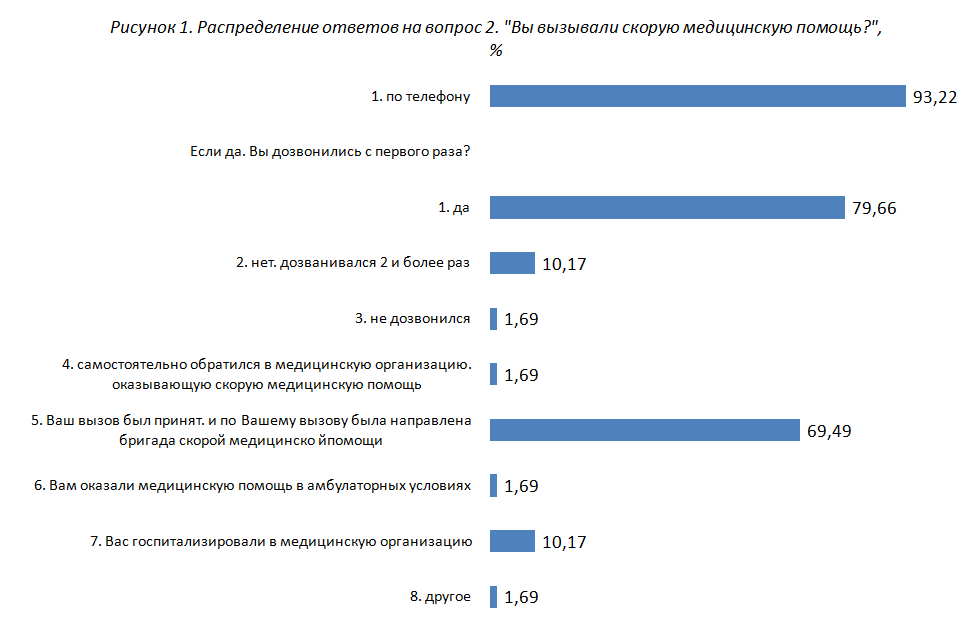 Рисунок 1. Распределение ответов на вопрос 2. "Вы вызывали скорую медицинскую помощь?",
%
1. по телефону
93,22
Если да. Вы дозвонились с первого раза?
1. да
79,66
2. нет. дозванивался 2 и более раз
10,17
3. не дозвонился
1,69
4. самостоятельно обратился в медицинскую организацию.
оказывающую скорую медицинскую помощь
1,69
5. Ваш вызов был принят. и по Вашему вызову была направлена
бригада скорой медицинско йпомощи
69,49
6. Вам оказали медицинскую помощь в амбулаторных условиях
1,69
7. Вас госпитализировали в медицинскую организацию
10,17
8. другое
1,69